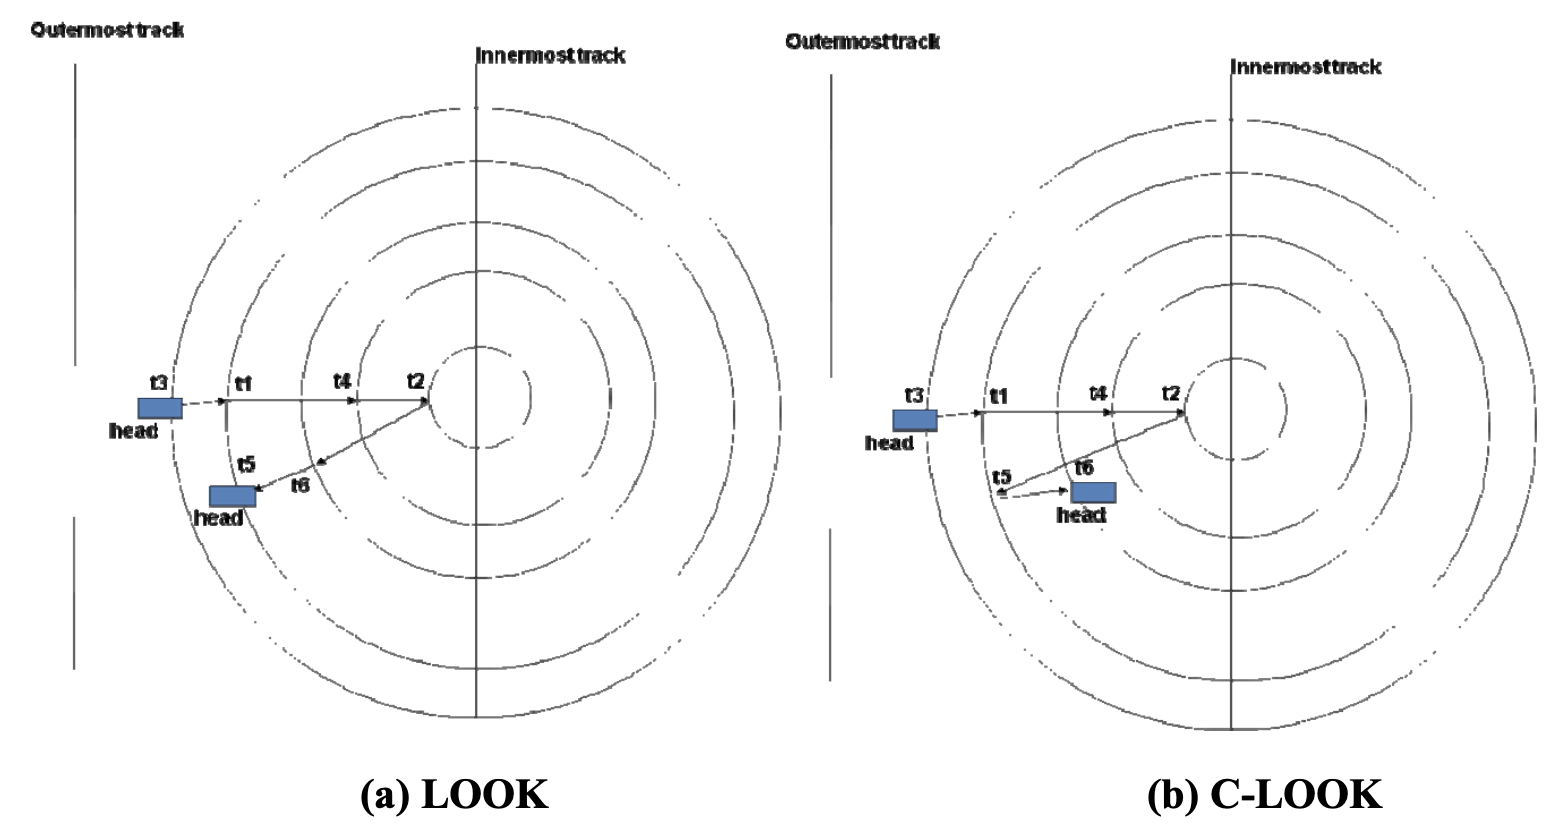 Outermost track
Innermost track
t3
t1
t4
t2
head
t5
t6
head
(a) LOOK
Outermost track
Innermost track
t3
t1
t4
t2
head
t5
t6
head
(b) C-LOOK